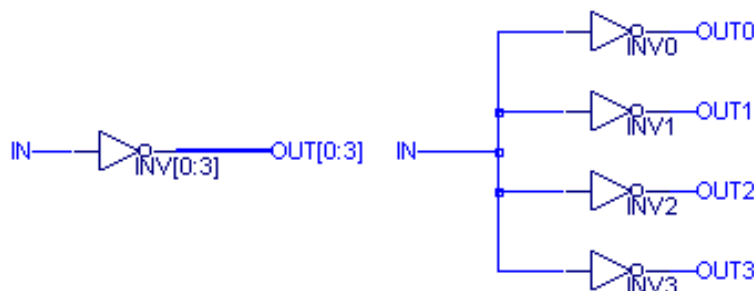 IN
INV[0:3]
OUT[0:3]
IN
INV0
OUT0
INV1
OUT1
INV2
OUT2
INV3
OUT3